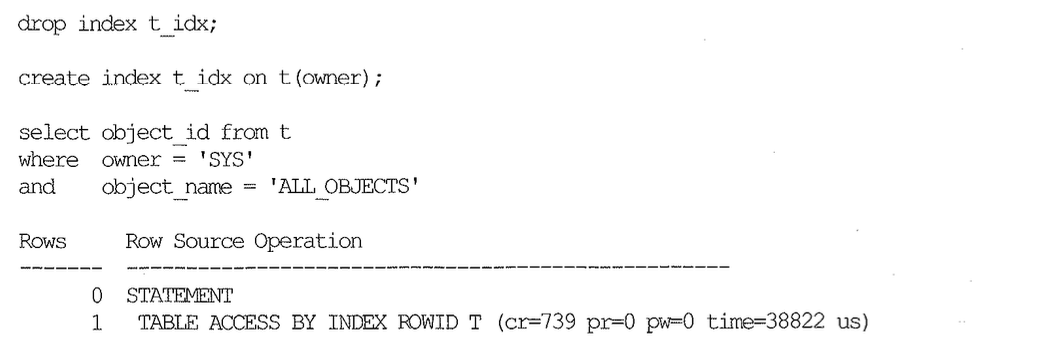 drop index t_idx;
create index t_idx on t(owner);
select object_id from t
where  owner = 'SYS'
and    object_name = 'ALL_OBJECTS'
Rows     Row Source Operation
-------  ---------------------------------------------------
      0  STATEMENT
      1   TABLE ACCESS BY INDEX ROWID T (cr=739 pr=0 pw=0 time=38822 us)